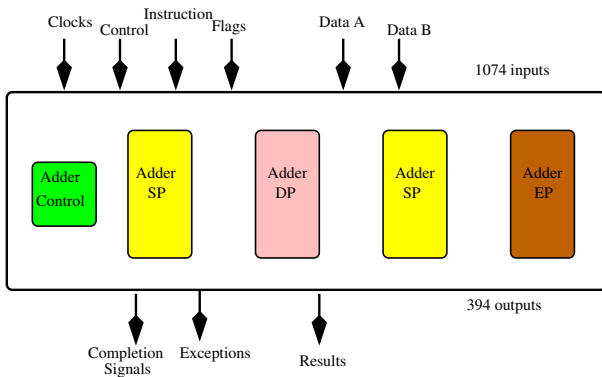 Clocks
Control
Instruction
Flags
Data A
Data B
1074 inputs
Adder
Control
Adder
SP
Adder
DP
Adder
SP
Adder
EP
394 outputs
Completion
Signals
Exceptions
Results